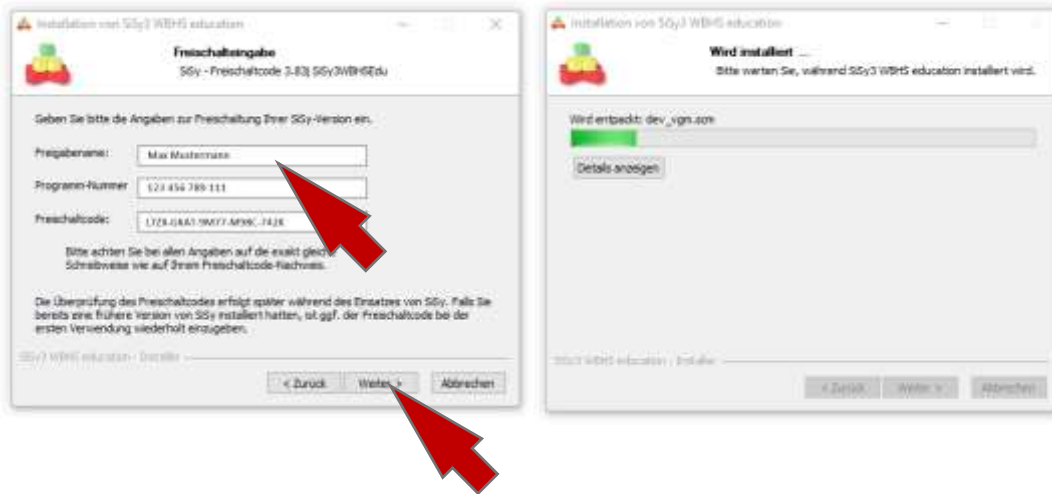 Installation von SiSy3 WBHS education
Freischalteingabe
SiSy - Freischaltcode 3.83| SiSy3WBHSEdu
Geben Sie bitte die Angaben zur Freischaltung Ihrer SiSy-Version ein.
Freigabename:
Max Mustermann
Programm-Nummer
123 456 789 111
Freischaltcode:
Bitte achten Sie bei allen Angaben auf die exakt
Schreibweise wie auf Ihrem Freischaltcode-Nachweis.
Die Überprüfung des Freischaltcodes erfolgt später während des Einsatzes von SiSy. Falls Sie
bereits eine frühere Version von SiSy installiert hatten, ist ggf. der Freischaltcode bei der
ersten Verwendung wiederholt einzugeben.
SiSy3 WBHS education - Installer
< Zurück
Weiter >
Abbrechen
Installation von SiSy3 WBHS education
Wird installiert ...
Bitte warten Sie, während SiSy3 WBHS education installiert wird.
Wird entpackt: dev_vgm.scm
Details anzeigen
SiSy3 WBHS education - Installer
< Zurück
Weiter >
Abbrechen